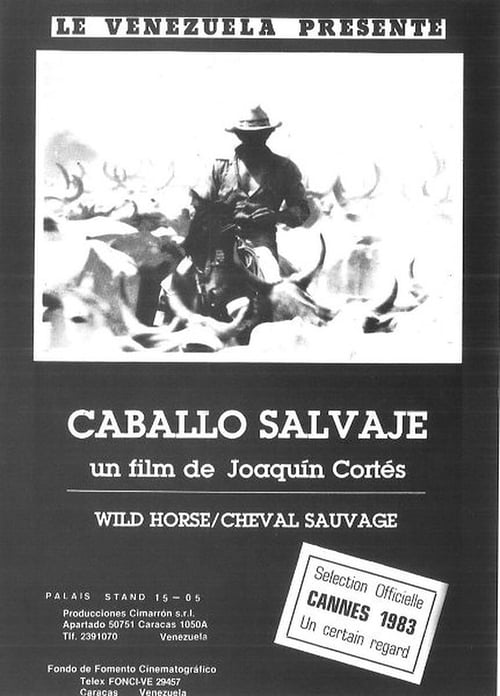 LE VENEZUELA PRESENTE
CABALLO SALVAJE
un film de Joaquín Cortés
WILD HORSE/CHEVAL SAUVAGE
PALAIS STAND 15-05
Producciones Cimarrón s.r.l.
Apartado 50751 Caracas 1050A
Tlf. 2391070 Venezuela
Fondo de Fomento Cinematográfico
Telex FONCI-VE 29457
Caracas Venezuela
Selection Officielle
CANNES 1983
Un certain regard